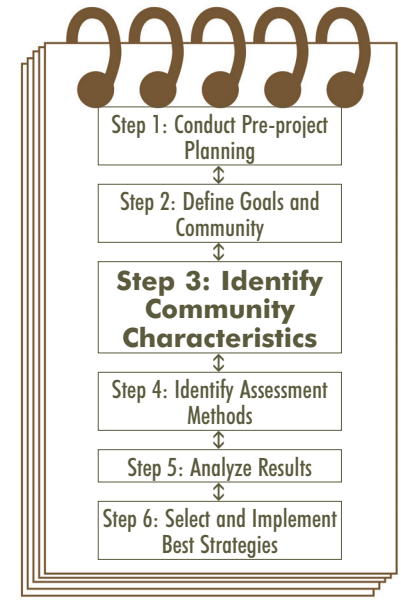 Step 1: Conduct Pre-project
Planning
Step 2: Define Goals and
Community
Step 3: Identify
Community
Characteristics
Step 4: Identify Assessment
Methods
Step 5: Analyze Results
Step 6: Select and Implement
Best Strategies